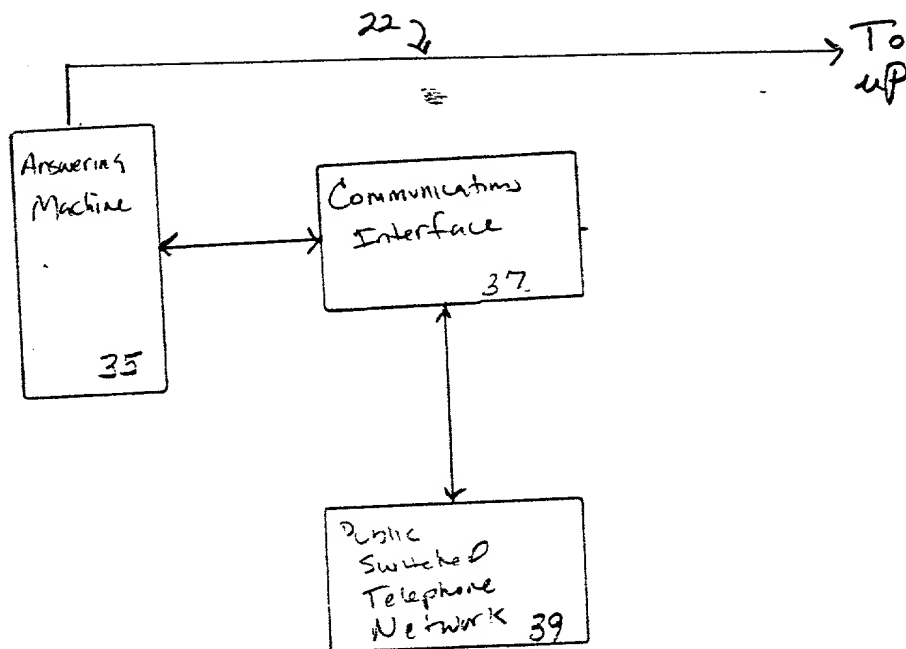 22
To
uP
Answering
Machine
35
Communications
Interface
37
Public
Switched
Telephone
Network 39